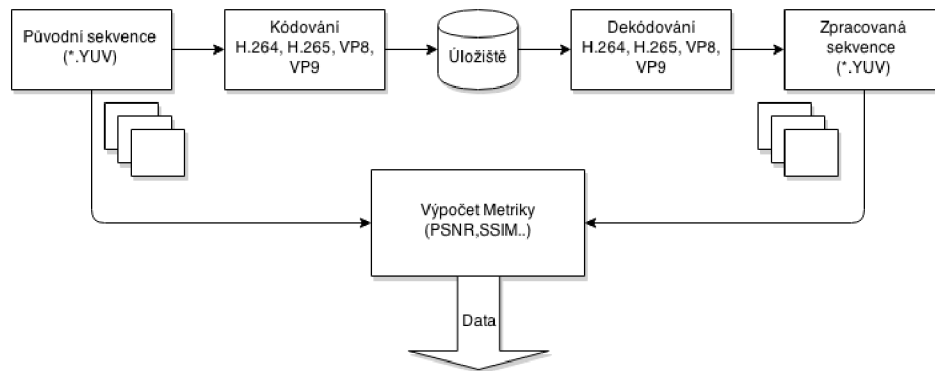 Původní sekvence
(*.YUV)
Kódování
H.264, H.265, VP8,
VP9
Úložiště
Dekódování
H.264, H.265, VP8,
VP9
Zpracovaná
sekvence
(*.YUV)
Výpočet Metriky
(PSNR,SSIM..)
Data